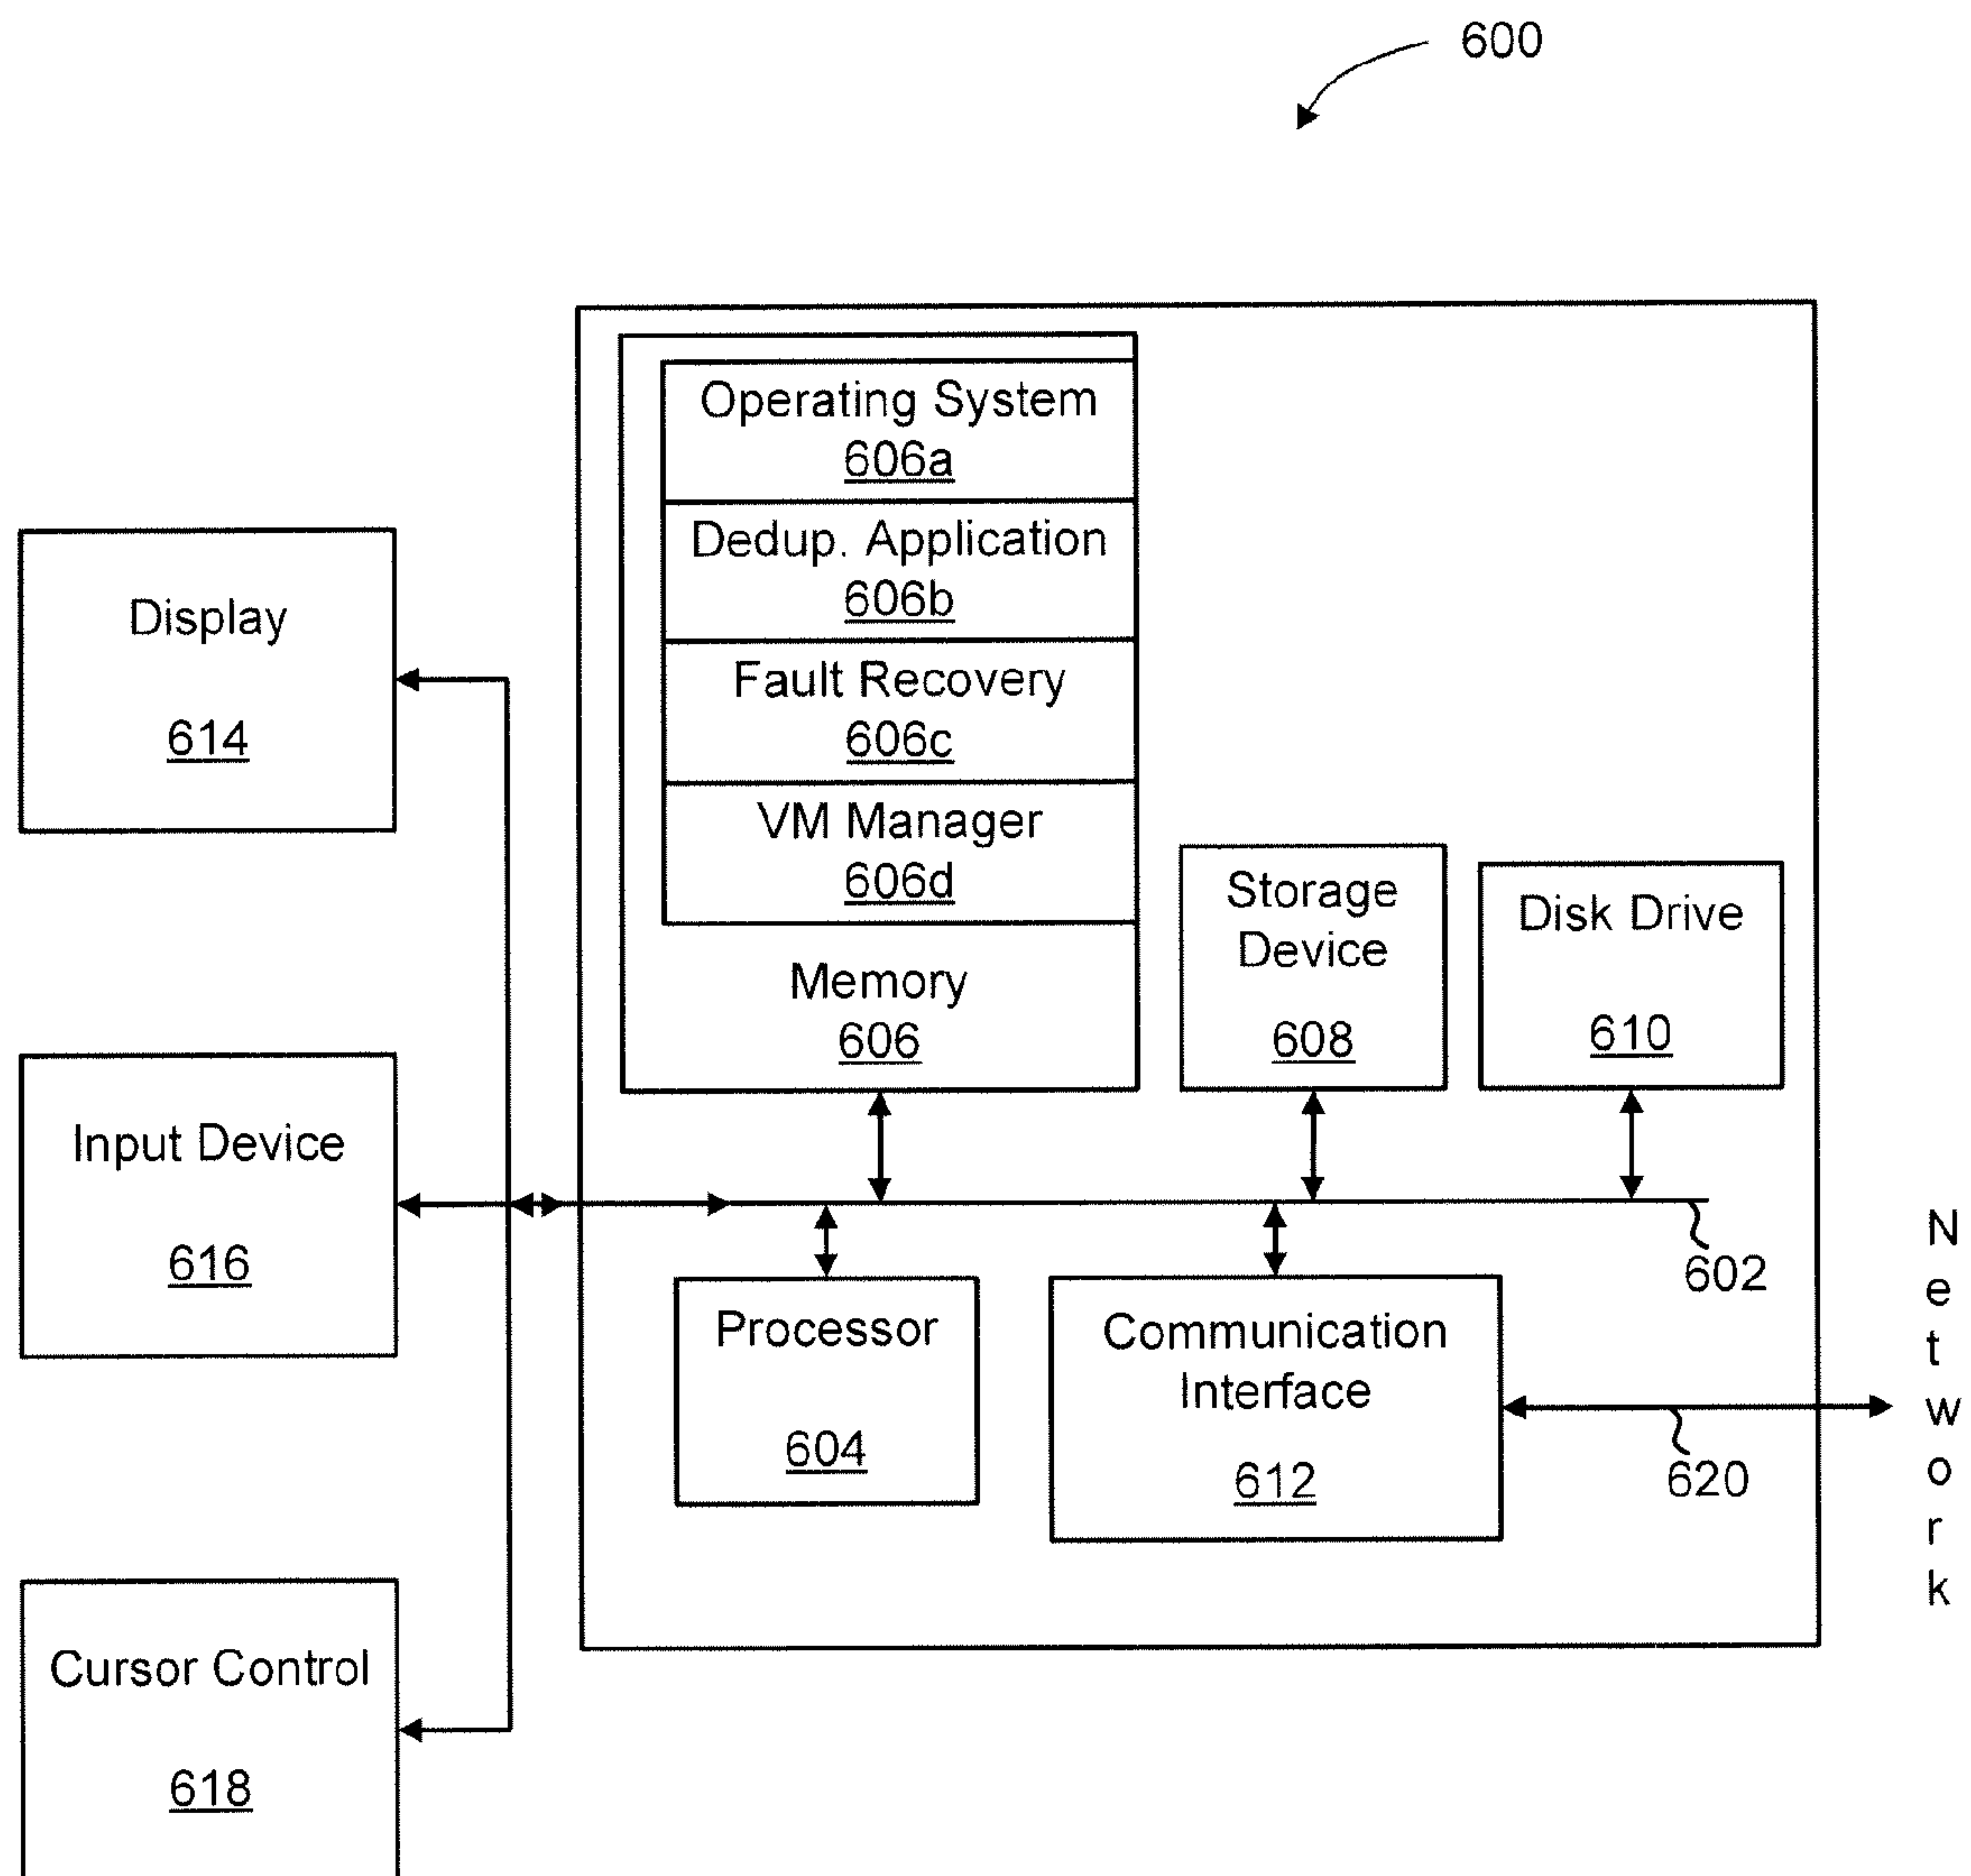 600
Operating System
606a
Dedup. Application
606b
Fault Recovery
606c
VM Manager
606d
Memory
606
Storage
Device
608
Disk Drive
610
Display
614
Input Device
616
Cursor Control
618
602
Processor
604
Communication
Interface
612
620
Network